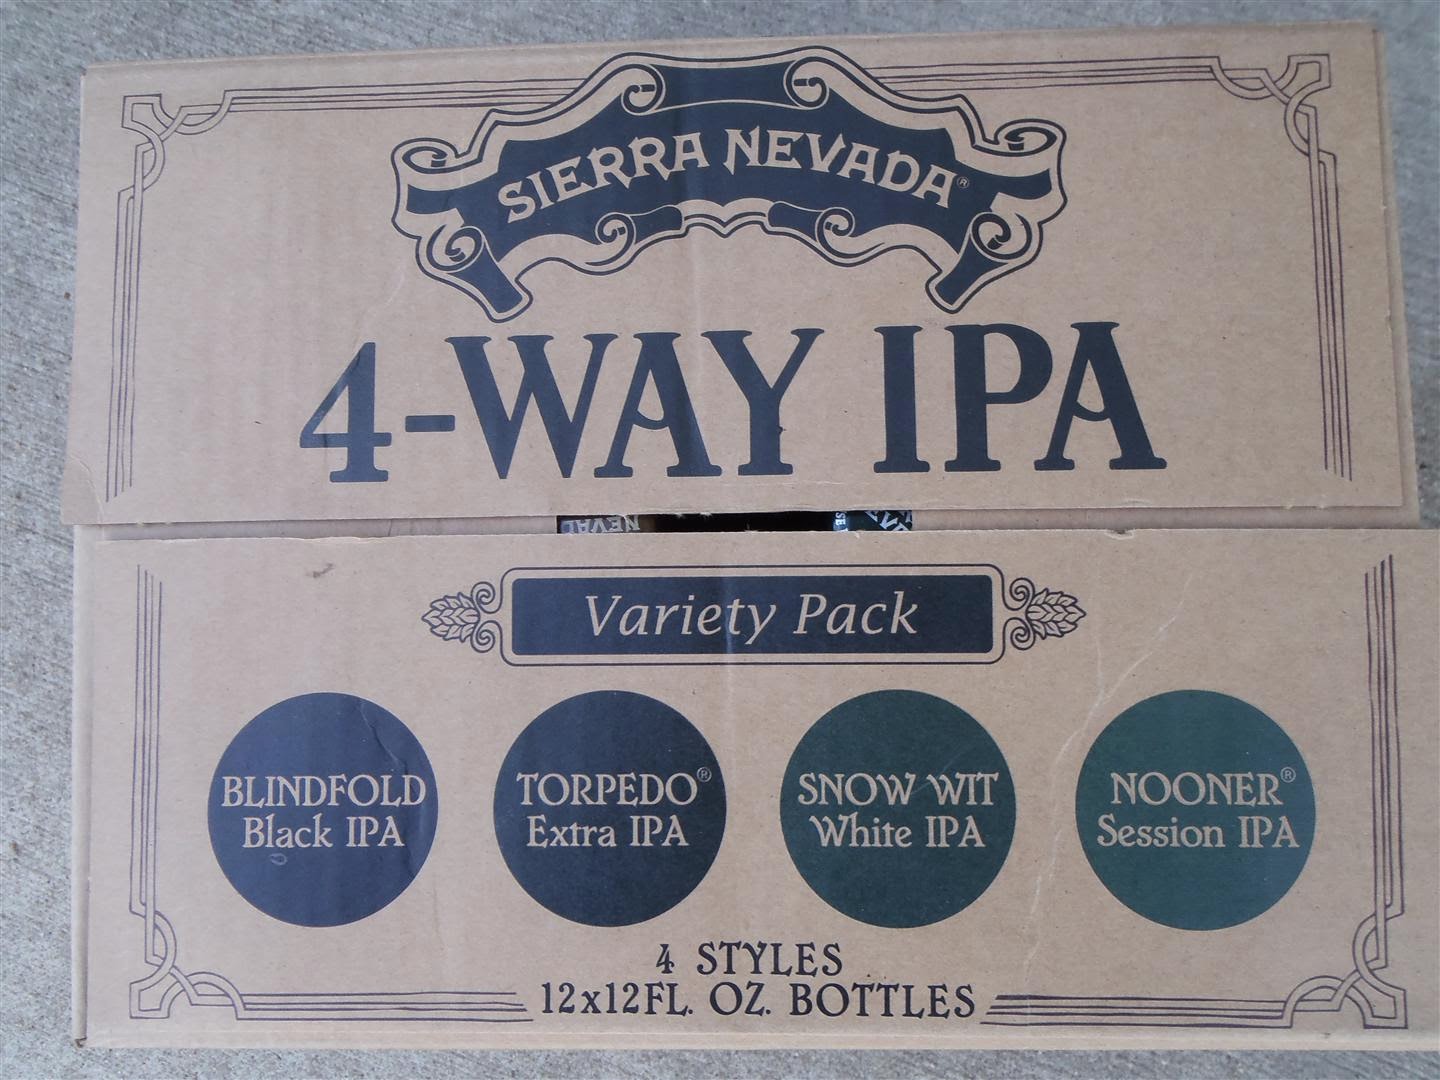 SIERRA NEVADA®
4-WAY IPA
NEVAD
Variety Pack
BLINDFOLD
Black IPA
TORPEDO®
Extra IPA
SNOW WIT
White IPA
NOONER®
Session IPA
4 STYLES
12x12FL. OZ. BOTTLES